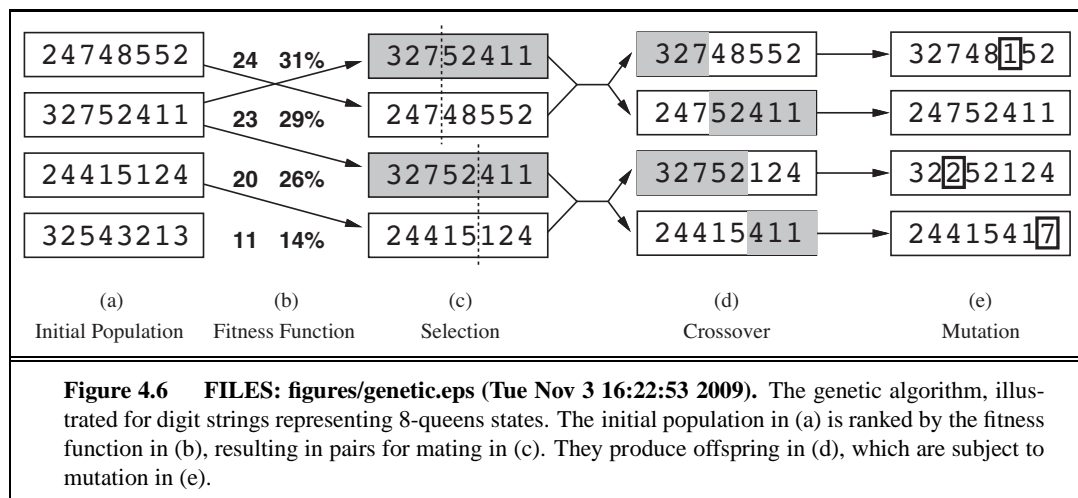 24748552 24 31% 32752411 32748552 32748152
32752411 23 29% 24748552 24752411 24752411
24415124 20 26% 32752411 32752124 32252124
32543213 11 14% 24415124 24415411 24415417
(a) (b) (c) (d) (e)
Initial Population Fitness Function Selection Crossover Mutation
Figure 4.6 FILES: figures/genetic.eps (Tue Nov 3 16:22:53 2009). The genetic algorithm, illus-
trated for digit strings representing 8-queens states. The initial population in (a) is ranked by the fitness
function in (b), resulting in pairs for mating in (c). They produce offspring in (d), which are subject to
mutation in (e).